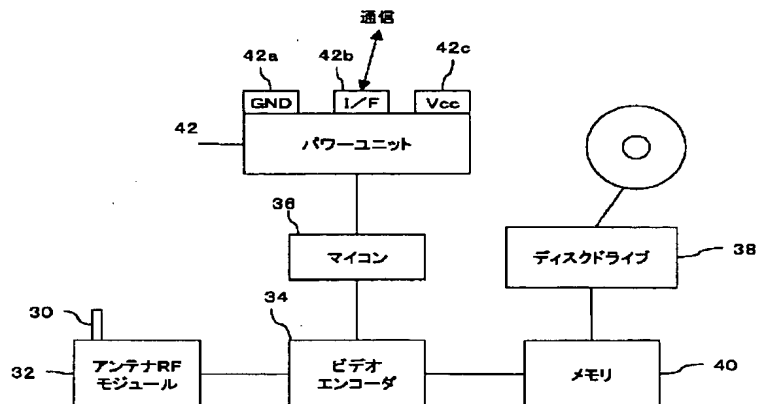 通信
42a
42b
42c
GND
I/F
Vcc
42
パワーユニット
36
マイコン
ディスクドライブ
38
30
34
32
アンテナRF
モジュール
ビデオ
エンコーダ
メモリ
40